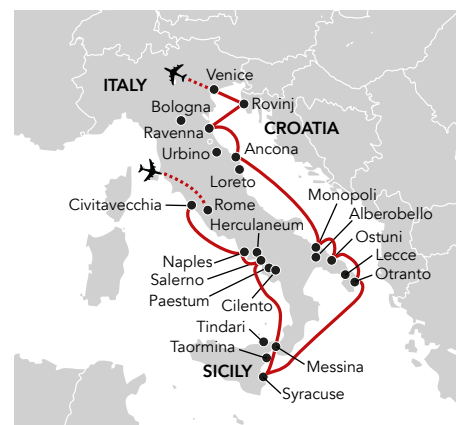 ITALY
Venice
Bologna
Rovinj
Ravenna
CROATIA
Urbino
Ancona
Loreto
Monopoli
Civitavecchia
Rome
Alberobello
Herculaneum
Ostuni
Naples
Lecce
Salerno
Otranto
Paestum
Cilento
Tindari
Taormina
Messina
SICILY
Syracuse